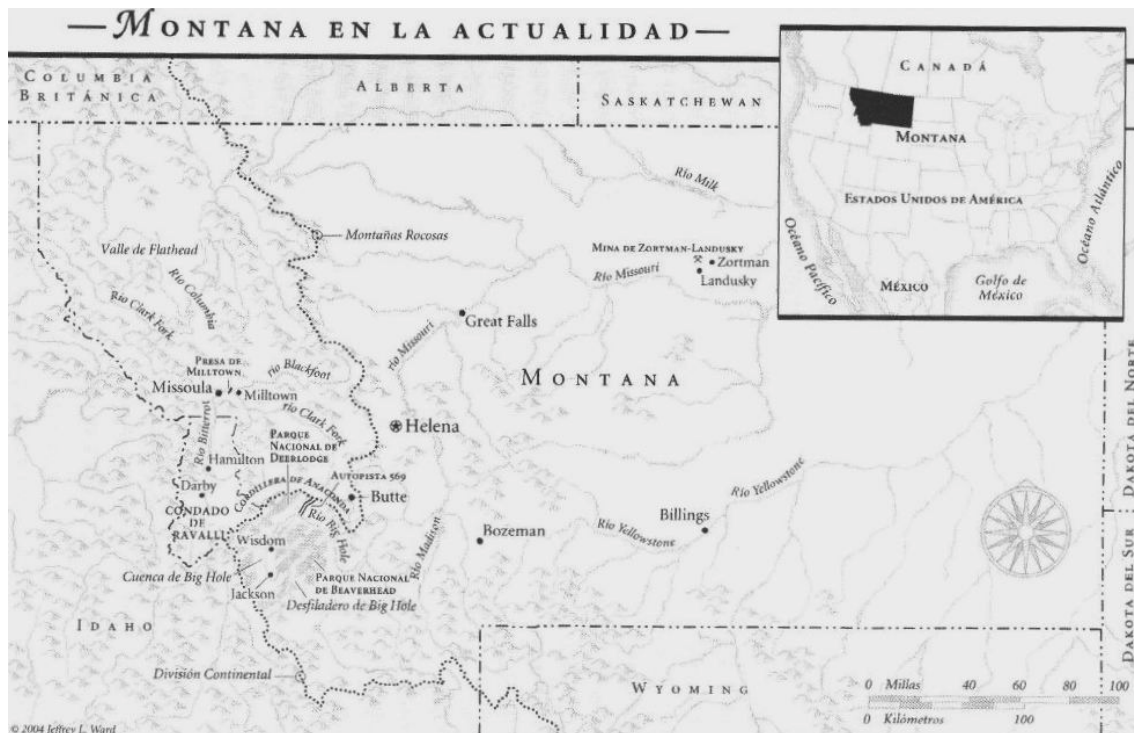 —MONTANA EN LA ACTUALIDAD—
COLUMBIA
BRITÁNICA
ALBERTA
SASKATCHEWAN
CANADÁ
MONTANA
ESTADOS UNIDOS DE AMÉRICA
Océano Pacífico
Océano Atlántico
MÉXICO
Golfo de
México
Río Milk
Montañas Rocosas
Valle de Flathead
MINA DE ZORTMAN-LANDUSKY
Zortman
Landusky
Río Missouri
Río Columbia
Río Clark Fork
Great Falls
río Missouri
PRESA DE
MILLTOWN
río Blackfoot
Missoula
Milltown
MONTANA
DAKOTA DEL NORTE
río Clark Fork
Helena
Río Bitterrot
PARQUE
NACIONAL DE
DEERLODGE
Hamilton
AUTOPISTA 569
Darby
CORDILLERA DE ANACONDA
Butte
Río Yellowstone
CONDADO
DE
RAVALLI
Río Big Hole
Billings
Wisdom
Río Madison
Bozeman
Río Yellowstone
Cuenca de Big Hole
PARQUE NACIONAL
DE BEAVERHEAD
Jackson
Desfiladero de Big Hole
DAKOTA DEL SUR
IDAHO
División Continental
WYOMING
0 Millas 40 60 80 100
0 Kilómetros 100
© 2004 Jeffrey L. Ward